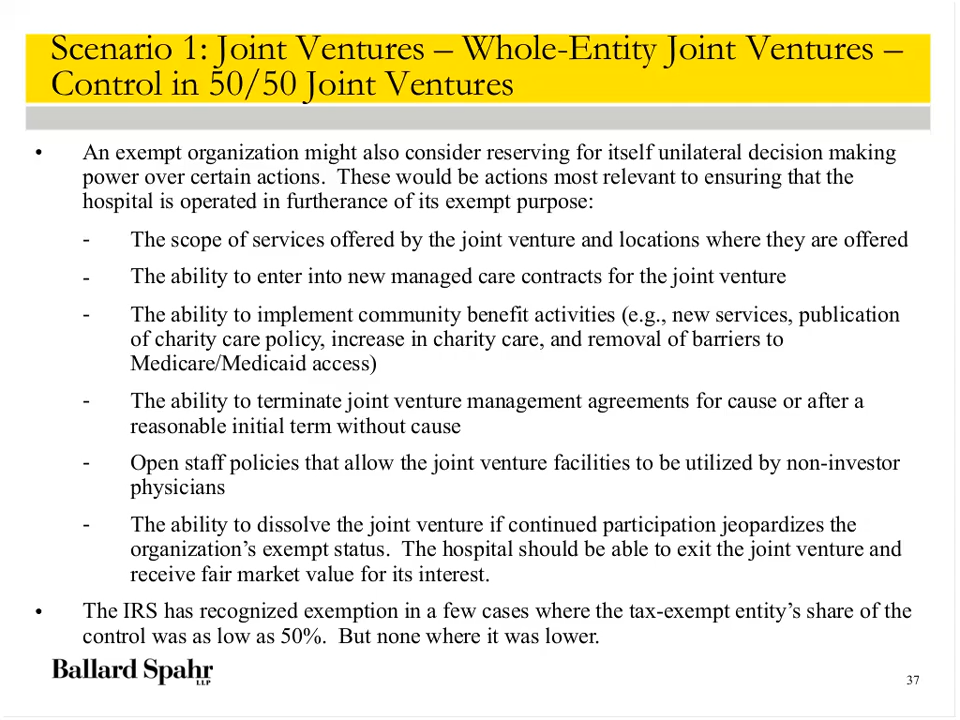 Scenario 1: Joint Ventures – Whole-Entity Joint Ventures –
Control in 50/50 Joint Ventures
• An exempt organization might also consider reserving for itself unilateral decision making
power over certain actions.  These would be actions most relevant to ensuring that the
hospital is operated in furtherance of its exempt purpose:
- The scope of services offered by the joint venture and locations where they are offered
- The ability to enter into new managed care contracts for the joint venture
- The ability to implement community benefit activities (e.g., new services, publication
of charity care policy, increase in charity care, and removal of barriers to
Medicare/Medicaid access)
- The ability to terminate joint venture management agreements for cause or after a
reasonable initial term without cause
- Open staff policies that allow the joint venture facilities to be utilized by non-investor
physicians
- The ability to dissolve the joint venture if continued participation jeopardizes the
organization’s exempt status.  The hospital should be able to exit the joint venture and
receive fair market value for its interest.
• The IRS has recognized exemption in a few cases where the tax-exempt entity’s share of the
control was as low as 50%.  But none where it was lower.
Ballard Spahr
LLP
37